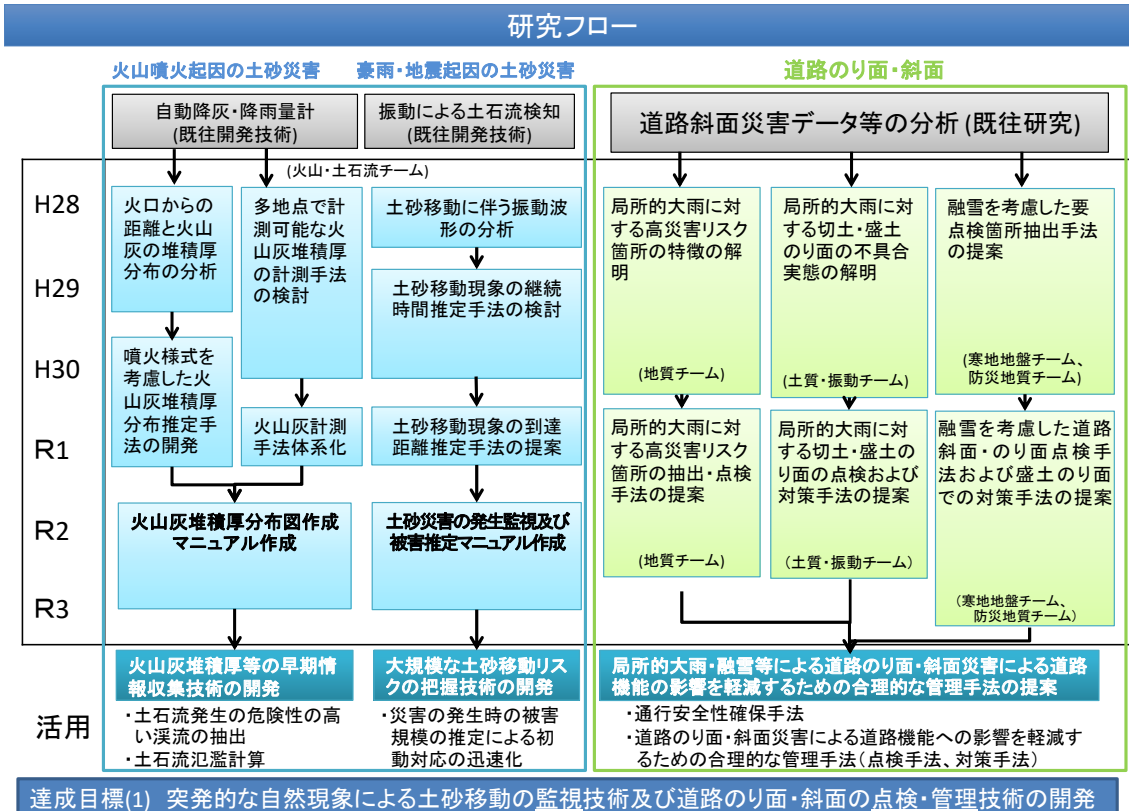 研究フロー
火山噴火起因の土砂災害
豪雨・地震起因の土砂災害
道路のり面・斜面
自動降灰・降雨量計
(既往開発技術)
振動による土石流検知
(既往開発技術)
道路斜面災害データ等の分析(既往研究)
(火山・土石流チーム)
H28
H29
H30
R1
R2
R3
活用
火口からの
距離と火山
灰の堆積厚
分布の分析
多地点で計
測可能な火
山灰堆積厚
の計測手法
の検討
土砂移動に伴う振動波
形の分析
土砂移動現象の継続
時間推定手法の検討
噴火様式を
考慮した火
山灰堆積厚
分布推定手
法の開発
火山灰計測
手法体系化
土砂移動現象の到達
距離推定手法の提案
火山灰堆積厚分布図作成
マニュアル作成
土砂災害の発生監視及び
被害推定マニュアル作成
局所的大雨に対
する高災害リスク
箇所の特徴の解
明
(地質チーム)
局所的大雨に対
する切土・盛土
のり面の不具合
実態の解明
(土質・振動チーム)
融雪を考慮した要
点検箇所抽出手法
の提案
(寒地地盤チーム、
防災地質チーム)
局所的大雨に対
する高災害リスク
箇所の抽出・点検
手法の提案
(地質チーム)
局所的大雨に対
する切土・盛土の
り面の点検および
対策手法の提案
(土質・振動チーム)
融雪を考慮した道路
斜面・のり面点検手
法および盛土のり面
での対策手法の提案
(寒地地盤チーム、
防災地質チーム)
火山灰堆積厚等の早期情
報収集技術の開発
・土石流発生の危険性の高
い渓流の抽出
・土石流氾濫計算
大規模な土砂移動リス
クの把握技術の開発
・災害の発生時の被害
規模の推定による初
動対応の迅速化
局所的大雨・融雪等による道路のり面・斜面災害による道路
機能の影響を軽減するための合理的な管理手法の提案
・通行安全性確保手法
・道路のり面・斜面災害による道路機能への影響を軽減す
るための合理的な管理手法(点検手法、対策手法)
達成目標(1) 突発的な自然現象による土砂移動の監視技術及び道路のり面・斜面の点検・管理技術の開発